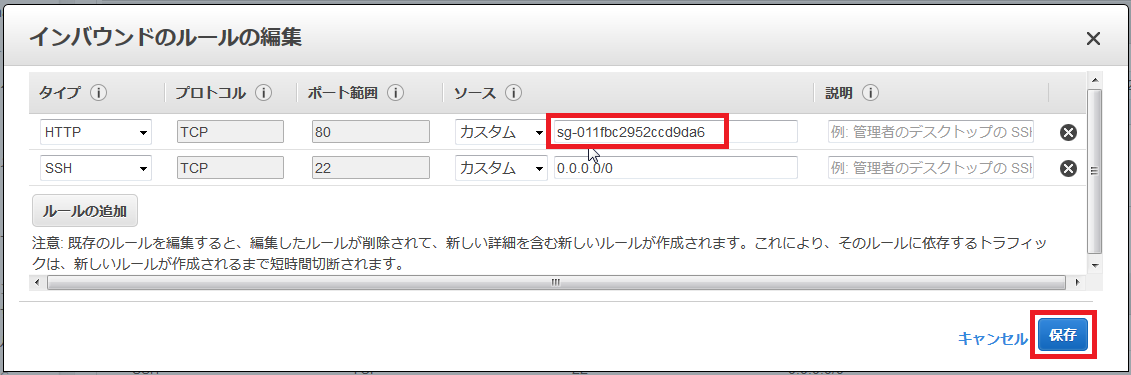 インバウンドのルールの編集
タイプ プロトコル ポート範囲 ソース 説明
HTTP TCP 80 カスタム sg-011fbc2952ccd9da6 例: 管理者のデスクトップの SSH
SSH TCP 22 カスタム 0.0.0.0/0 例: 管理者のデスクトップの SSH
ルールの追加
注意: 既存のルールを編集すると、編集したルールが削除されて、新しい詳細を含む新しいルールが作成されます。これにより、そのルールに依存するトラフィッ
クは、新しいルールが作成されるまで短時間切断されます。
キャンセル 保存